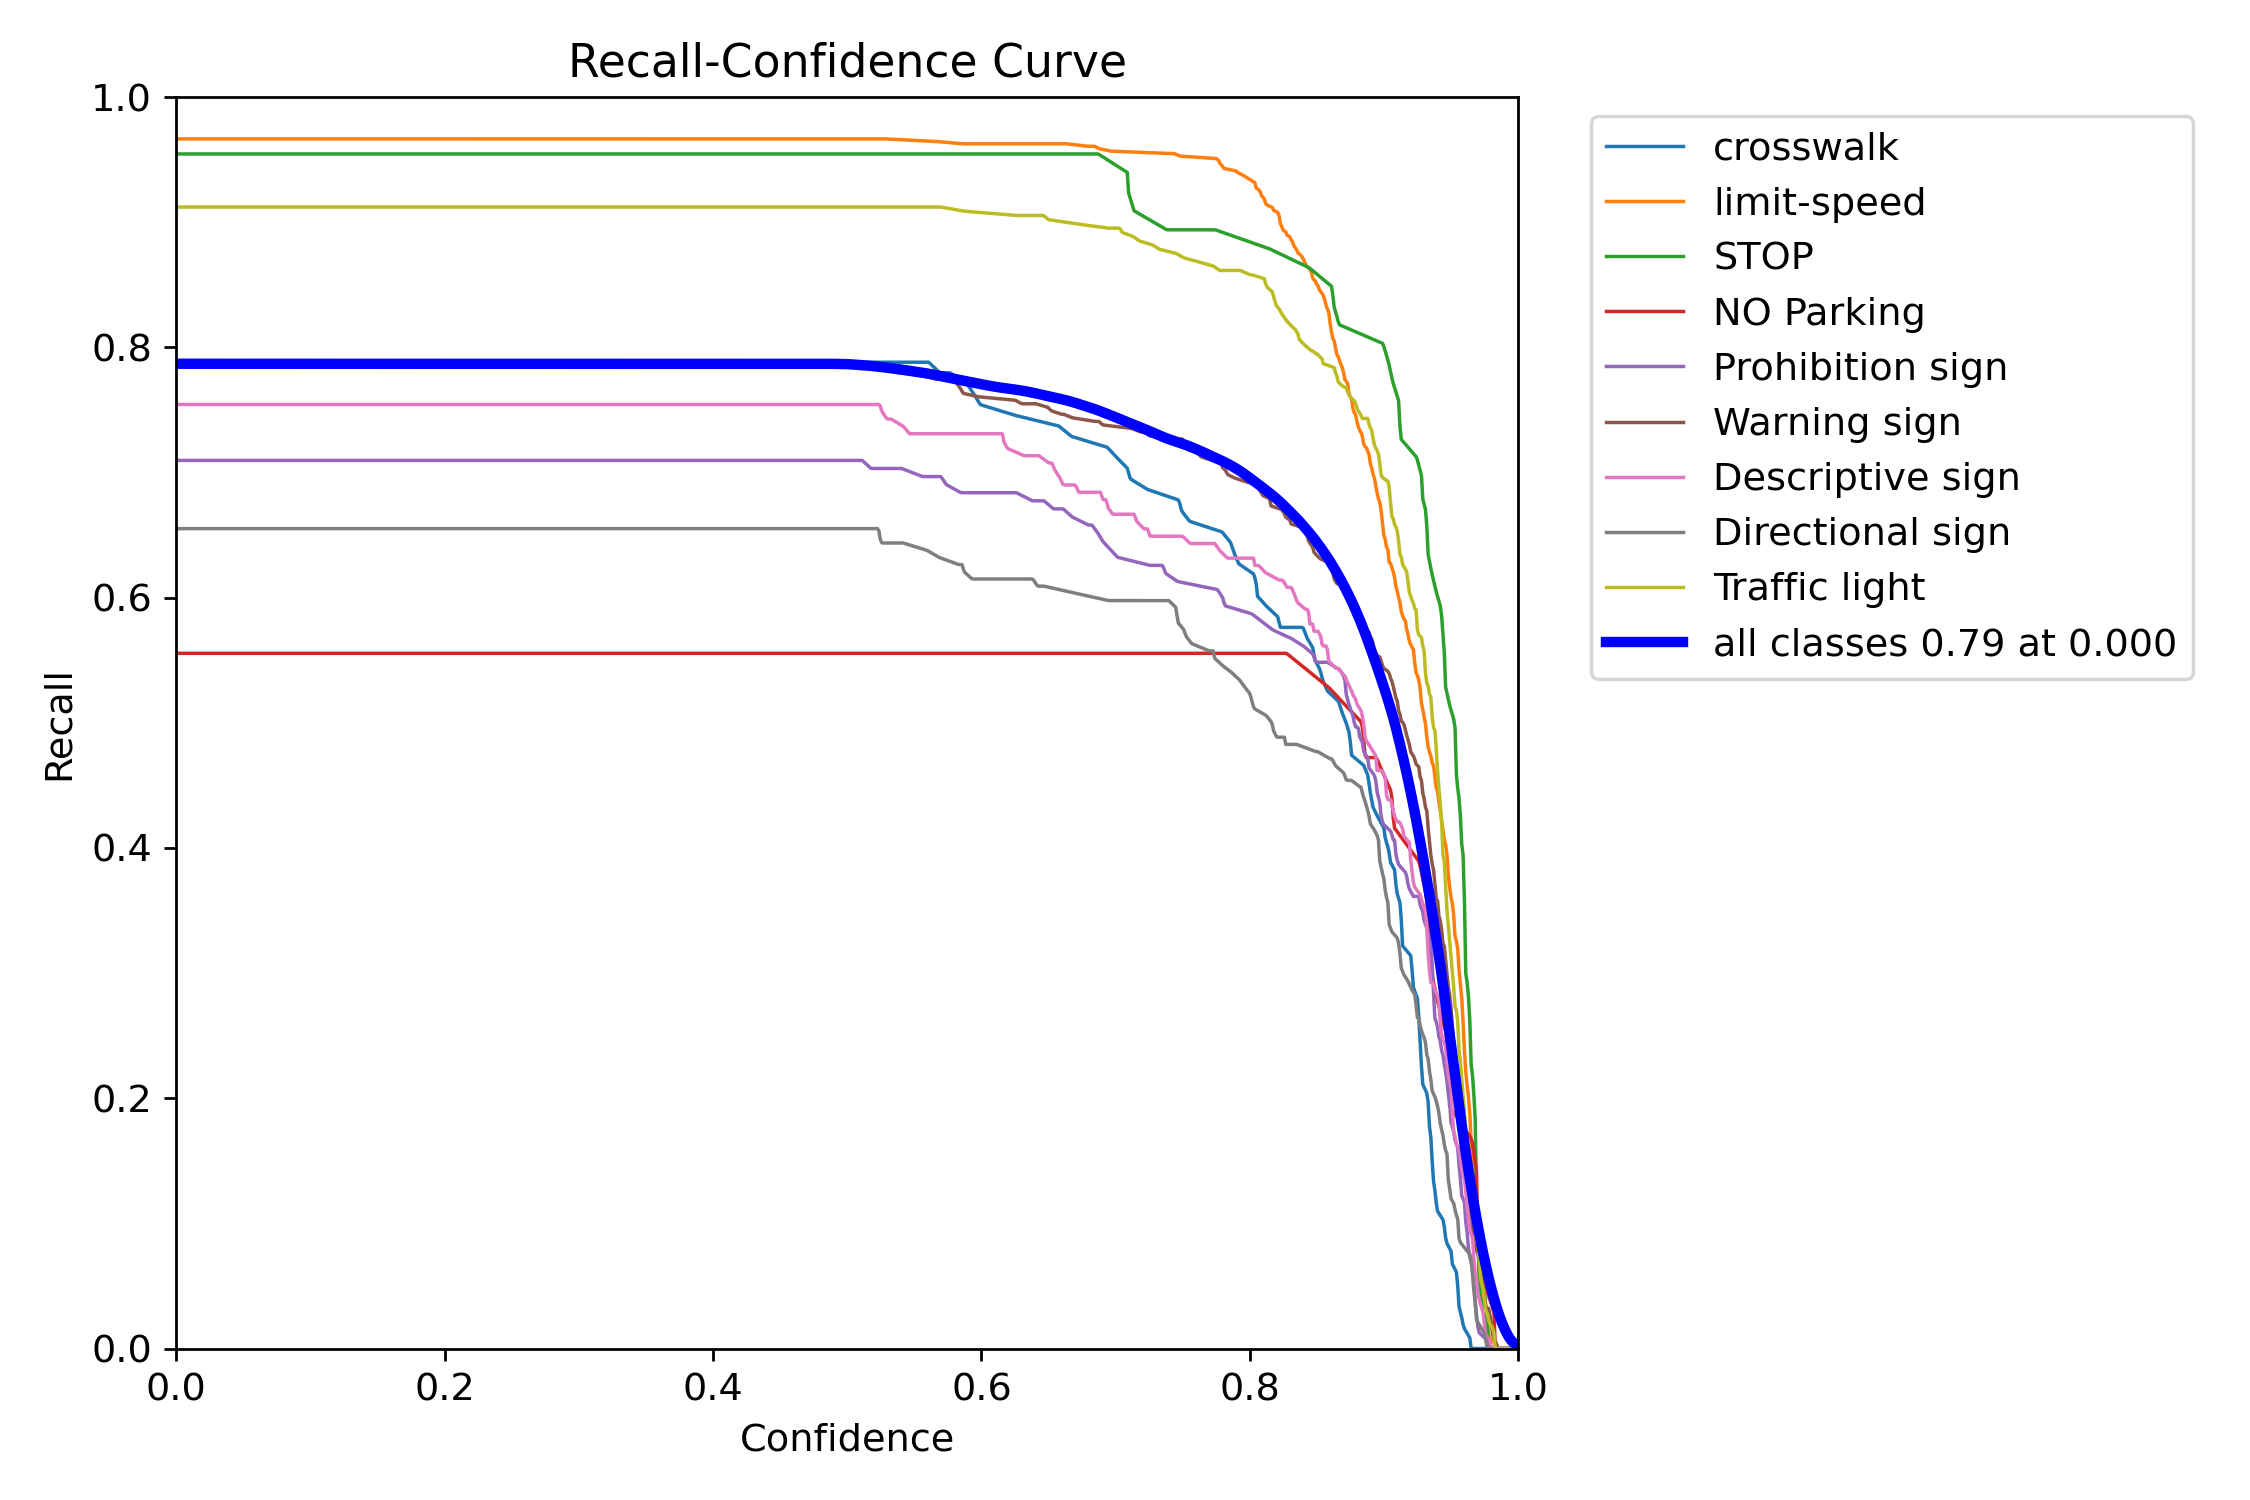 Recall-Confidence Curve
1.0
0.8
0.6
0.4
0.2
0.0
Recall
0.0 0.2 0.4 0.6 0.8 1.0
Confidence
crosswalk
limit-speed
STOP
NO Parking
Prohibition sign
Warning sign
Descriptive sign
Directional sign
Traffic light
all classes 0.79 at 0.000